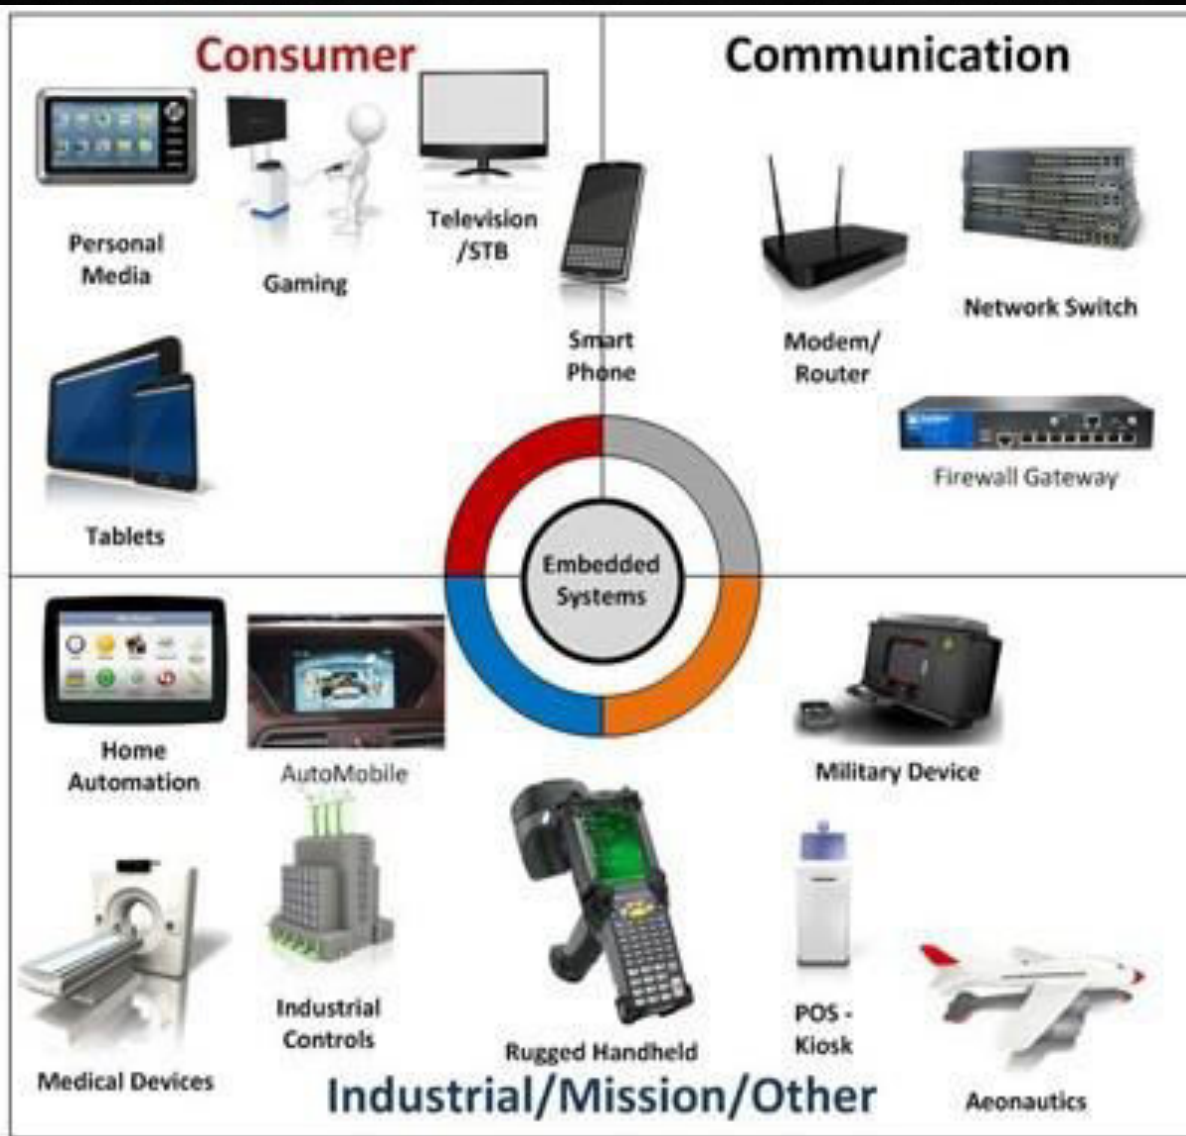 Consumer
Communication
Personal
Media
Gaming
Television
/STB
Smart
Phone
Modem/
Router
Network Switch
Firewall Gateway
Tablets
Embedded
Systems
Home
Automation
AutoMobile
Military Device
Medical Devices
Industrial
Controls
Rugged Handheld
POS -
Kiosk
Aeonautics
Industrial/Mission/Other